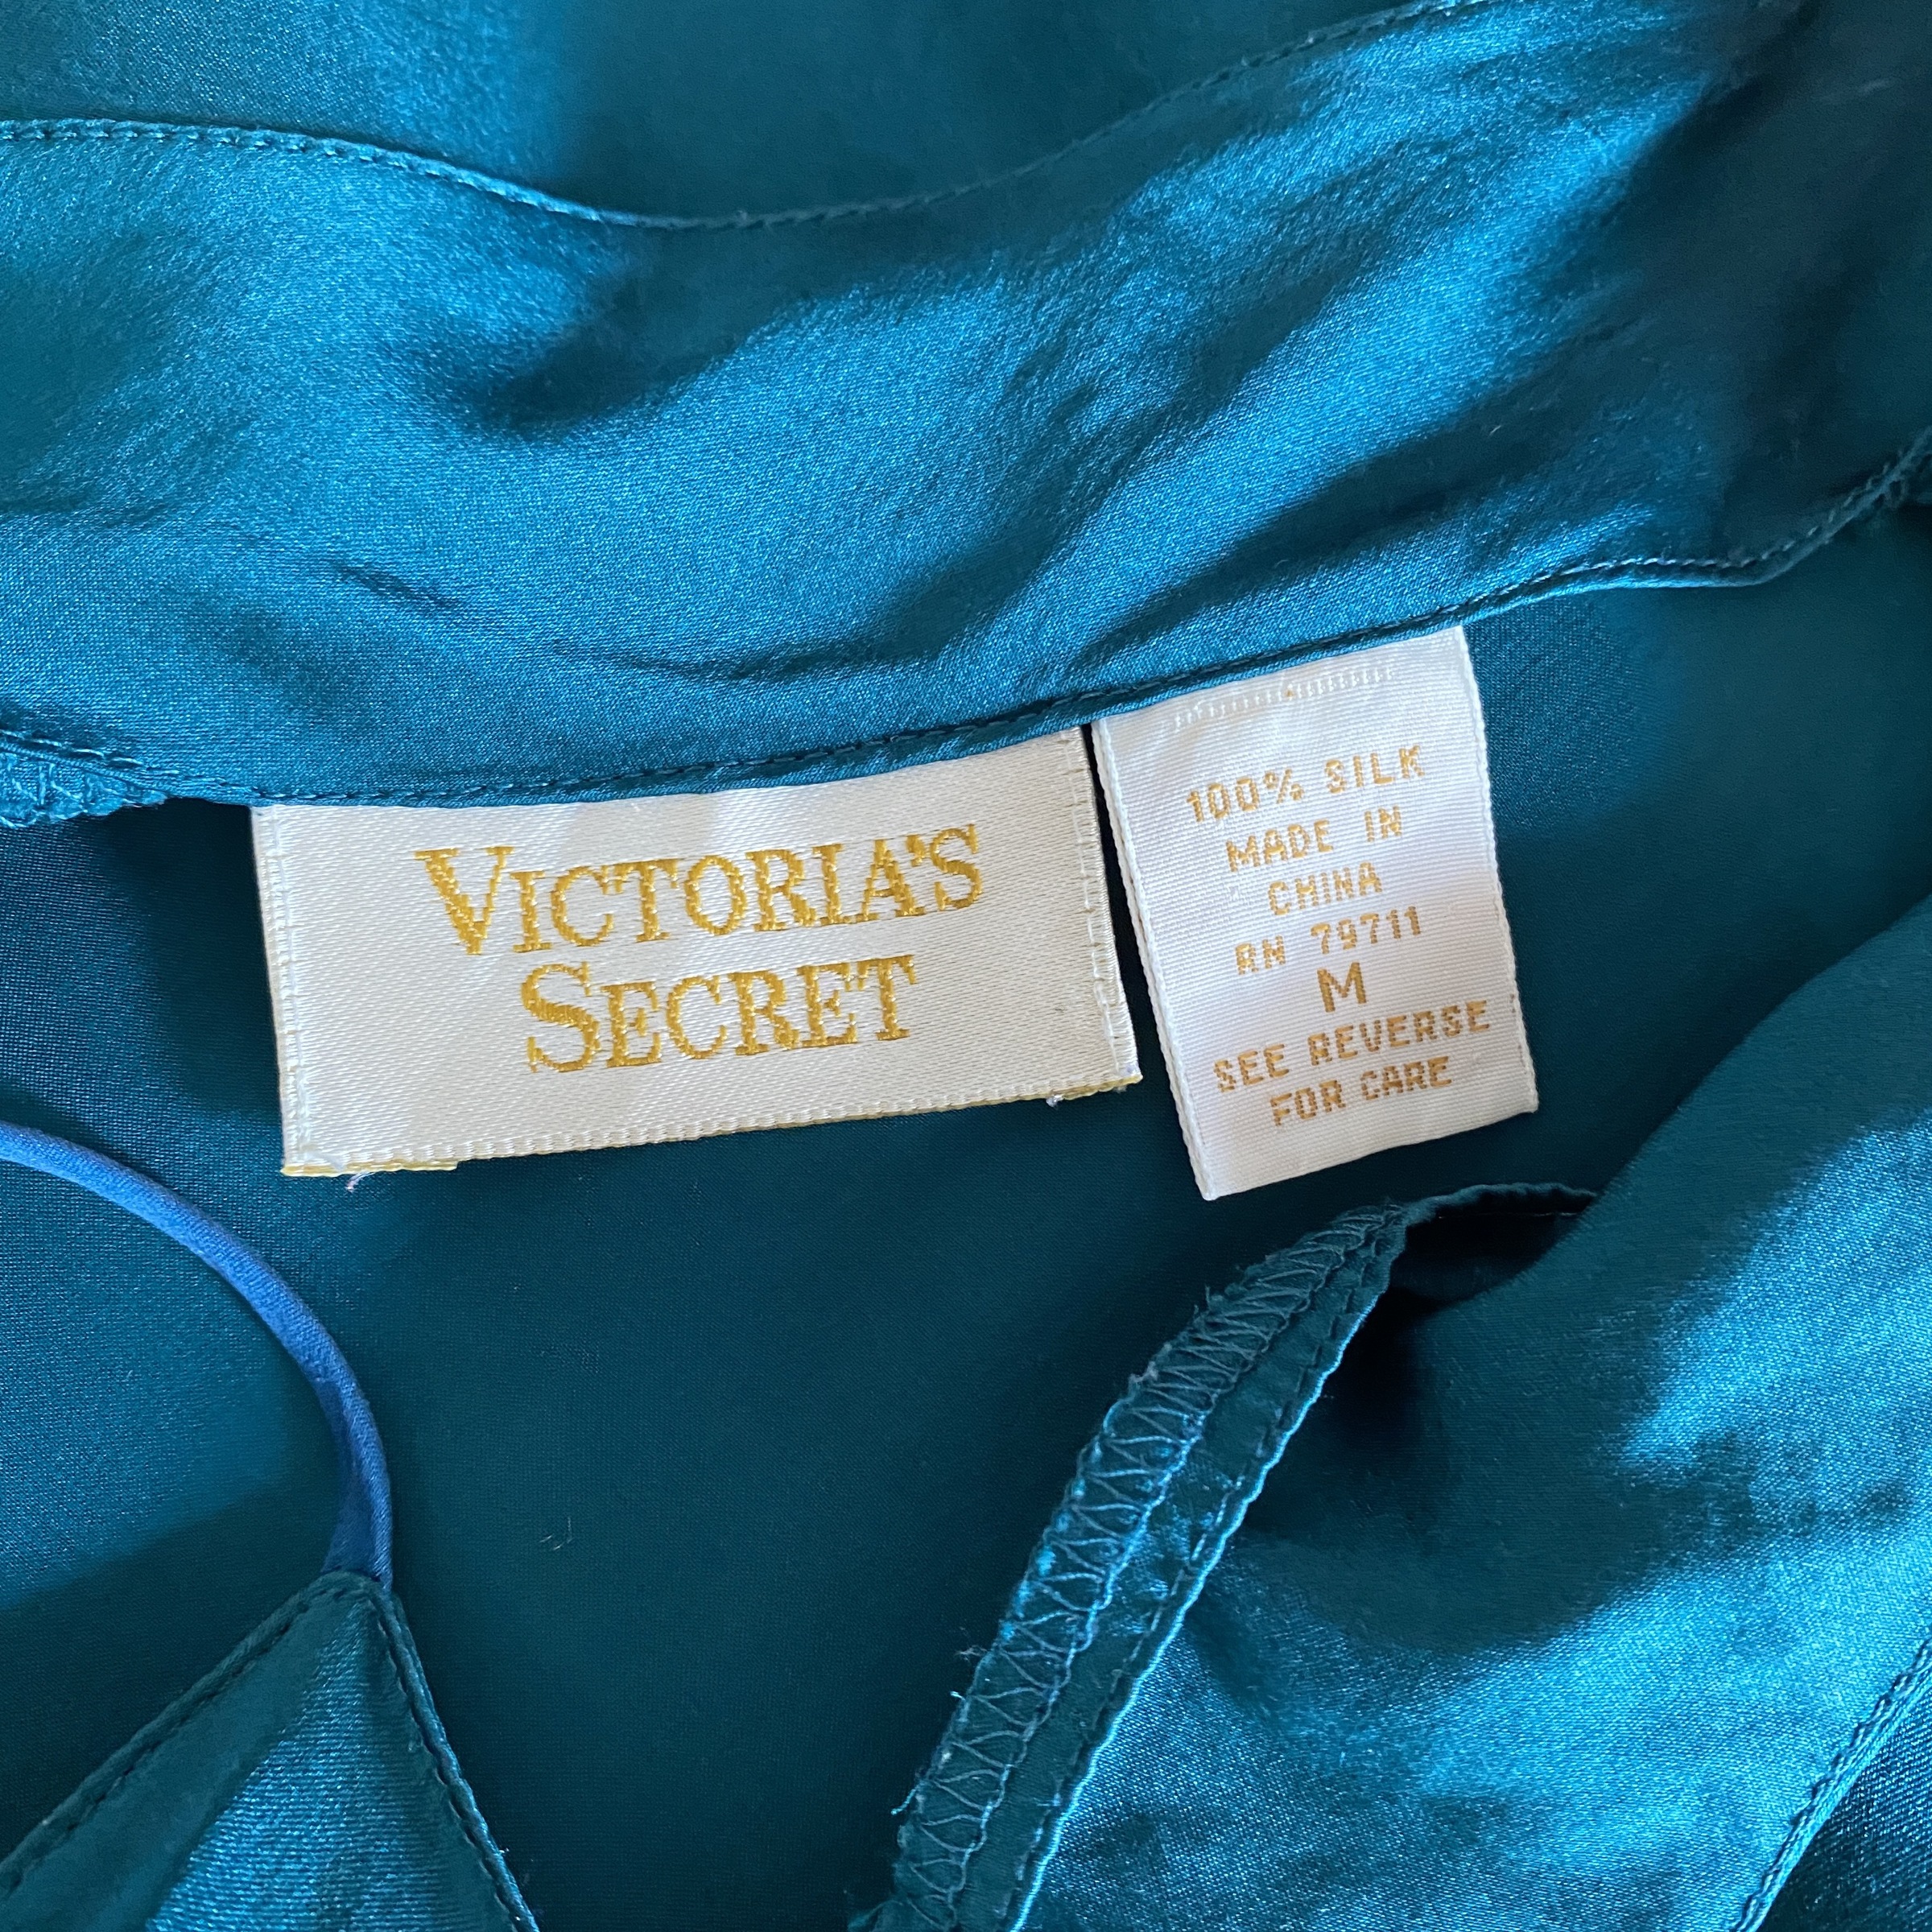 VICTORIA'S
SECRET
100% SILK
MADE IN
CHINA
RN 79711
M
SEE REVERSE
FOR CARE